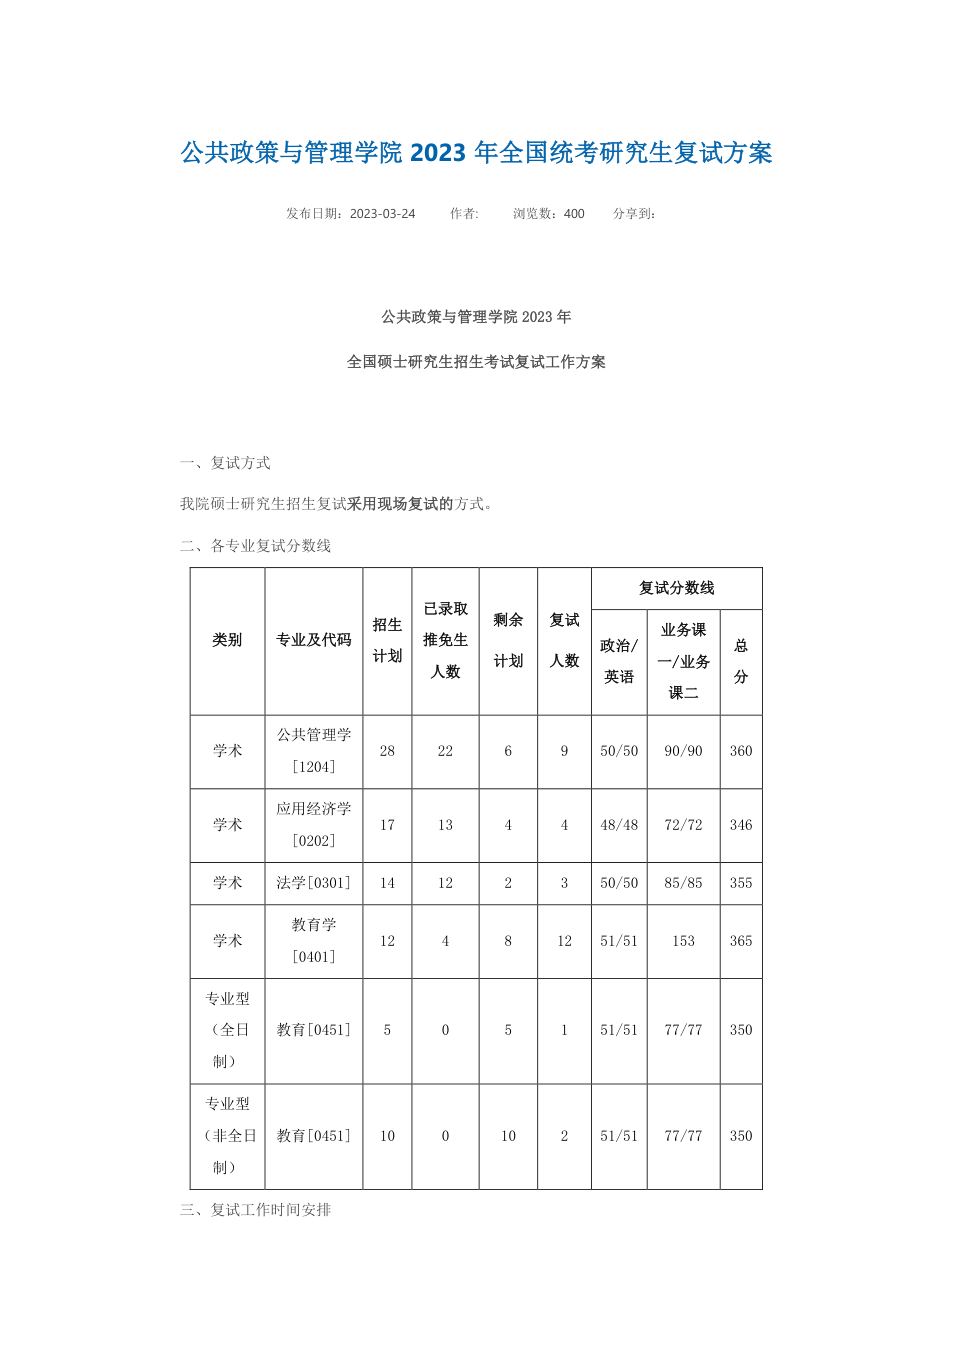 公共政策与管理学院 2023 年全国统考研究生复试方案
发布日期：2023-03-24 作者: 浏览数：400 分享到：
公共政策与管理学院 2023 年
全国硕士研究生招生考试复试工作方案
一、复试方式
我院硕士研究生招生复试采用现场复试的方式。
二、各专业复试分数线
类别 专业及代码 招生计划 已录取推免生人数 剩余计划 复试人数 复试分数线
政治/英语 业务课一/业务课二 总分
学术 公共管理学[1204] 28 22 6 9 50/50 90/90 360
学术 应用经济学[0202] 17 13 4 4 48/48 72/72 346
学术 法学[0301] 14 12 2 3 50/50 85/85 355
学术 教育学[0401] 12 4 8 12 51/51 153 365
专业型（全日制） 教育[0451] 5 0 5 1 51/51 77/77 350
专业型（非全日制） 教育[0451] 10 0 10 2 51/51 77/77 350
三、复试工作时间安排